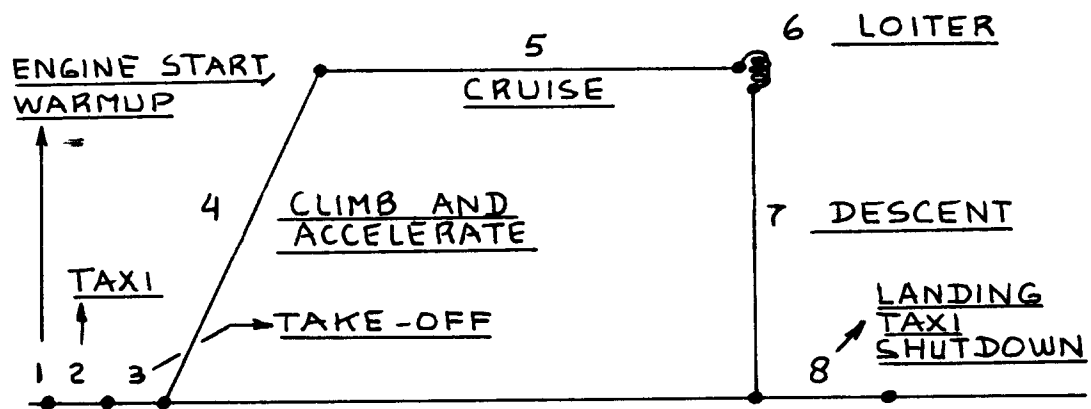 ENGINE START,
WARMUP
5
CRUISE
6 LOITER
4 CLIMB AND
ACCELERATE
7 DESCENT
TAXI
TAKE-OFF
LANDING
TAXI
SHUTDOWN
1 2 3
8